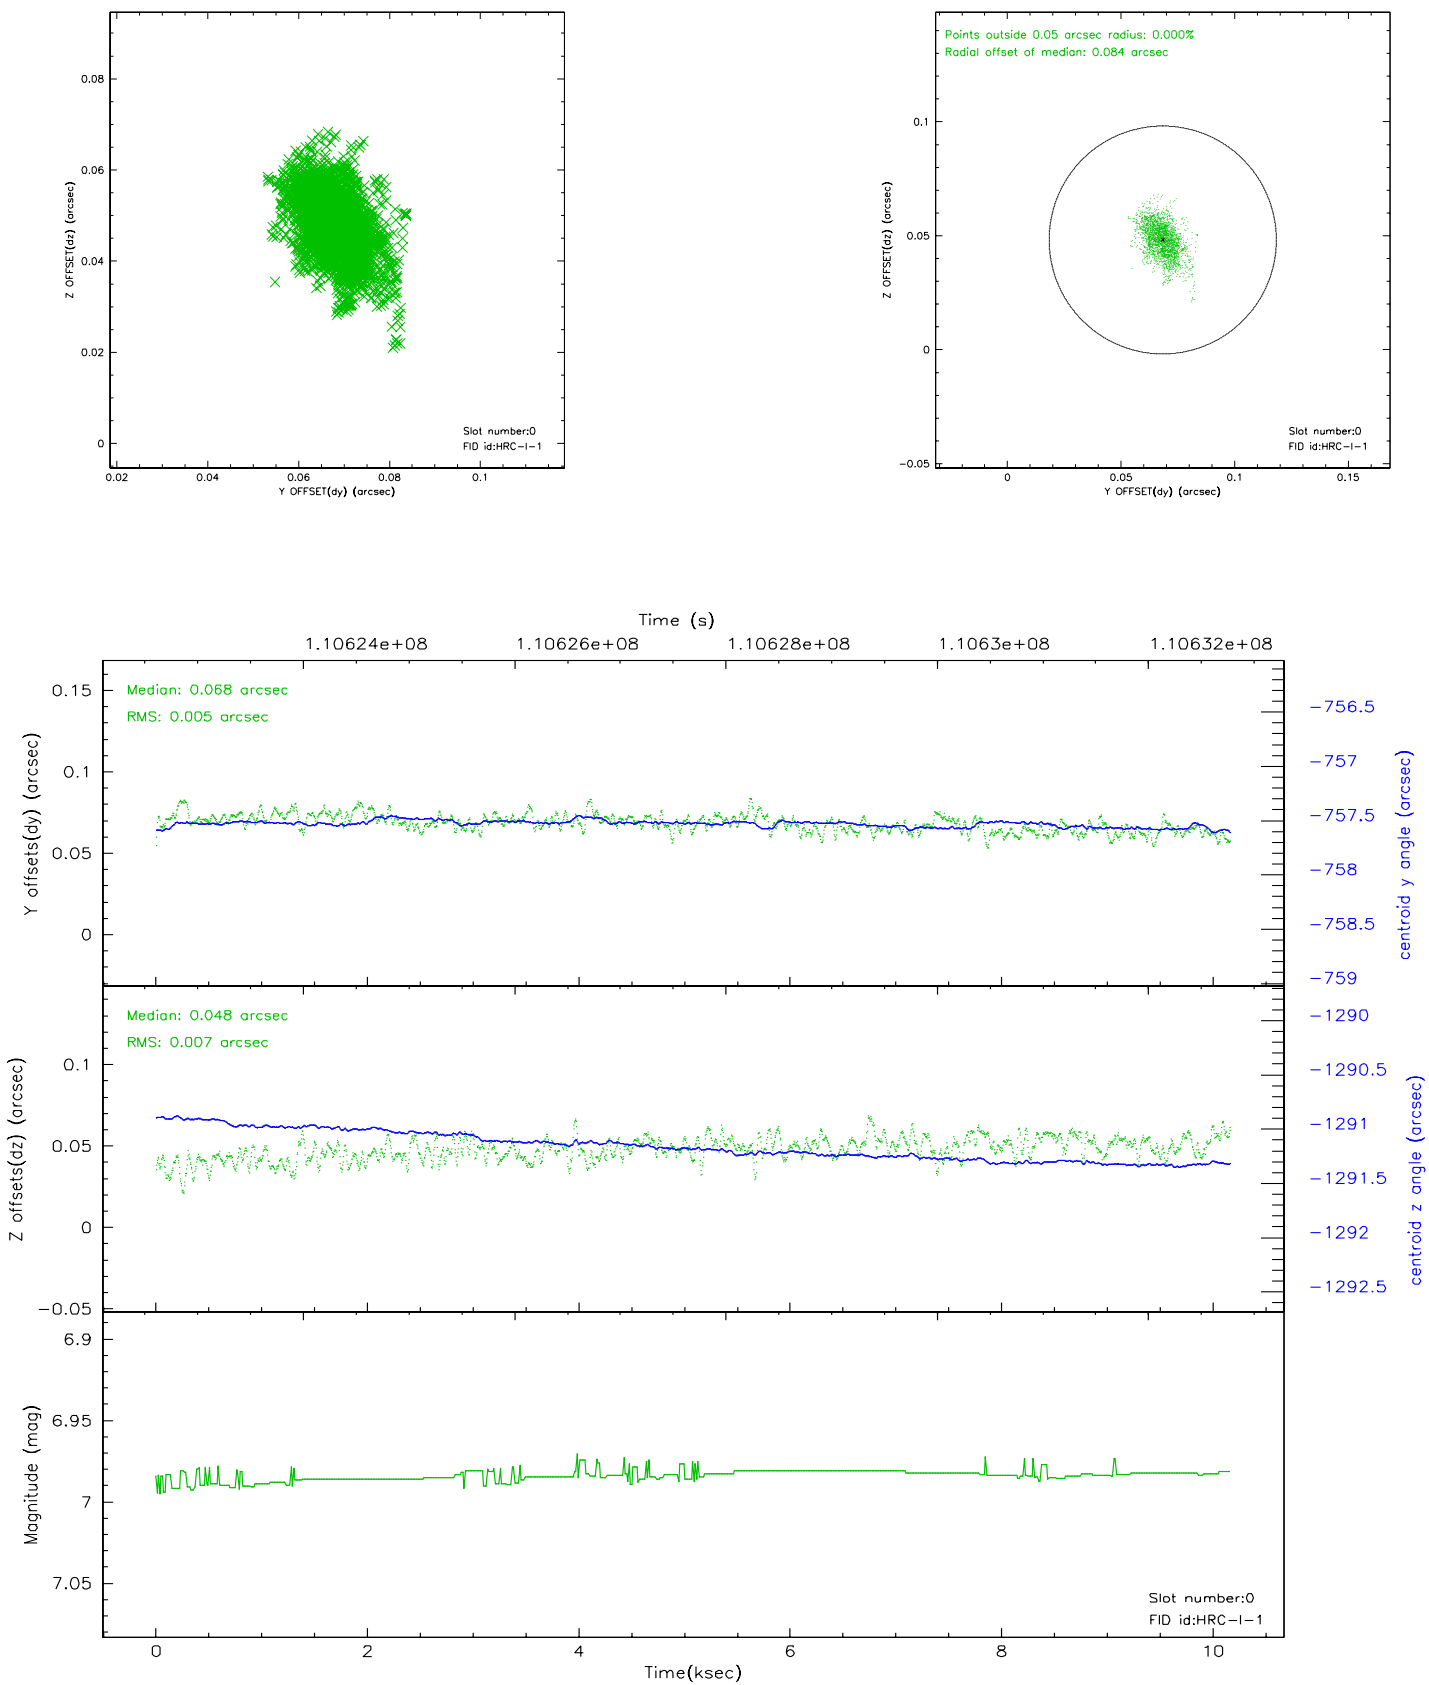 0.08
0.06
0.04
0.02
0
Z OFFSET(dz) (arcsec)
Slot number:0
FID id:HRC-I-1
0.02 0.04 0.06 0.08 0.1
Y OFFSET(dy) (arcsec)
Points outside 0.05 arcsec radius: 0.000%
Radial offset of median: 0.084 arcsec
0.1
0.05
0
-0.05
Z OFFSET(dz) (arcsec)
Slot number:0
FID id:HRC-I-1
0 0.05 0.1 0.15
Y OFFSET(dy) (arcsec)
Time (s)
1.10624e+08 1.10626e+08 1.10628e+08 1.1063e+08 1.10632e+08
Median: 0.068 arcsec
RMS: 0.005 arcsec
0.15
0.1
0.05
0
Y offsets(dy) (arcsec)
-756.5
-757
-757.5
-758
-758.5
-759
centroid y angle (arcsec)
Median: 0.048 arcsec
RMS: 0.007 arcsec
0.1
0.05
0
-0.05
Z offsets(dz) (arcsec)
-1290
-1290.5
-1291
-1291.5
-1292
-1292.5
centroid z angle (arcsec)
6.9
6.95
7
7.05
Magnitude (mag)
Slot number:0
FID id:HRC-I-1
0 2 4 6 8 10
Time(ksec)